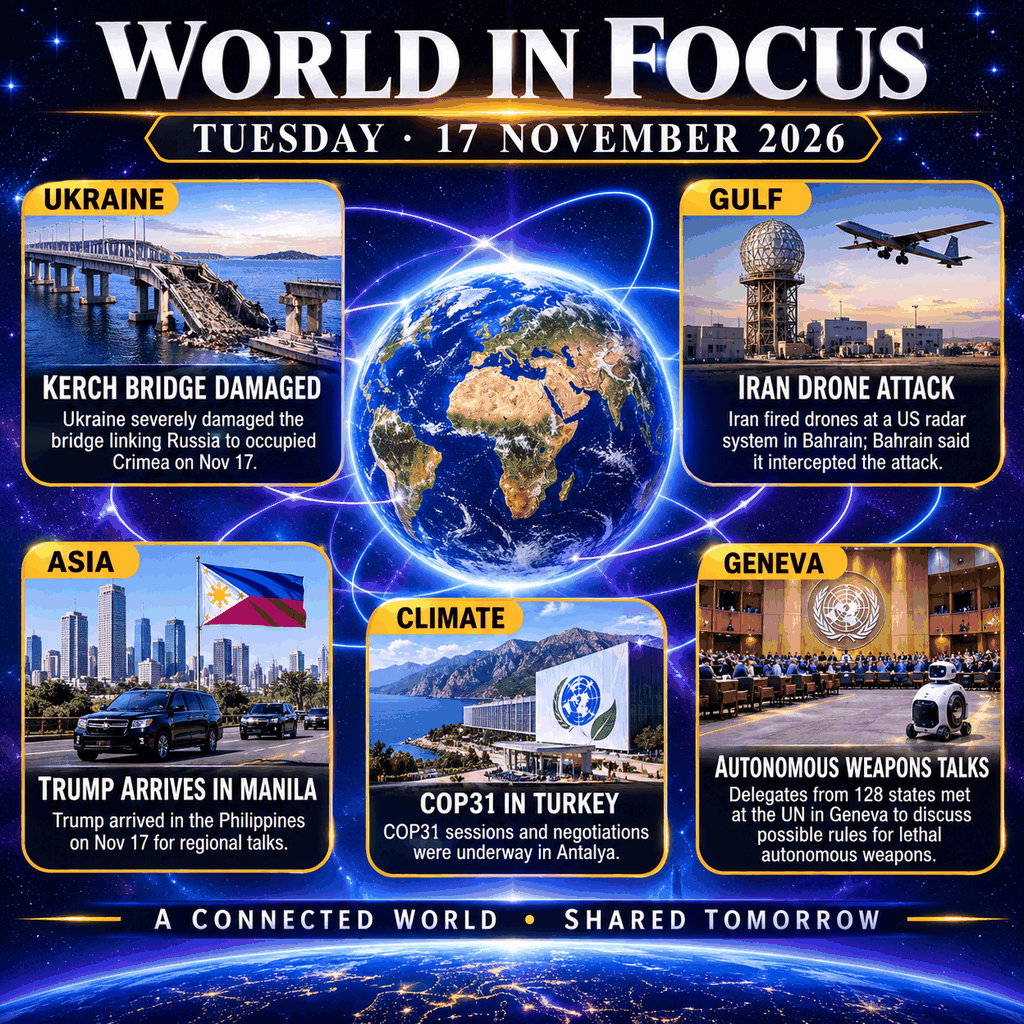 WORLD IN FOCUS
TUESDAY · 17 NOVEMBER 2026
UKRAINE
KERCH BRIDGE DAMAGED
Ukraine severely damaged the
bridge linking Russia to occupied
Crimea on Nov 17.
GULF
IRAN DRONE ATTACK
Iran fired drones at a US radar
system in Bahrain; Bahrain said
it intercepted the attack.
ASIA
TRUMP ARRIVES IN MANILA
Trump arrived in the Philippines
on Nov 17 for regional talks.
CLIMATE
COP31 IN TURKEY
COP31 sessions and negotiations
were underway in Antalya.
GENEVA
AUTONOMOUS WEAPONS TALKS
Delegates from 128 states met
at the UN in Geneva to discuss
possible rules for lethal
autonomous weapons.
A CONNECTED WORLD • SHARED TOMORROW